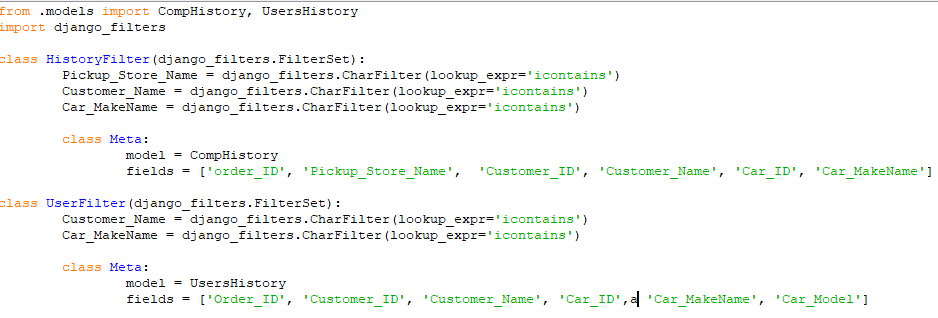 from .models import CompHistory, UsersHistory
import django_filters
class HistoryFilter(django_filters.FilterSet):
Pickup_Store_Name = django_filters.CharFilter(lookup_expr='icontains')
Customer_Name = django_filters.CharFilter(lookup_expr='icontains')
Car_MakeName = django_filters.CharFilter(lookup_expr='icontains')
class Meta:
model = CompHistory
fields = ['order_ID', 'Pickup_Store_Name',  'Customer_ID', 'Customer_Name', 'Car_ID', 'Car_MakeName']
class UserFilter(django_filters.FilterSet):
Customer_Name = django_filters.CharFilter(lookup_expr='icontains')
Car_MakeName = django_filters.CharFilter(lookup_expr='icontains')
class Meta:
model = UsersHistory
fields = ['Order_ID', 'Customer_ID', 'Customer_Name', 'Car_ID',a 'Car_MakeName', 'Car_Model']